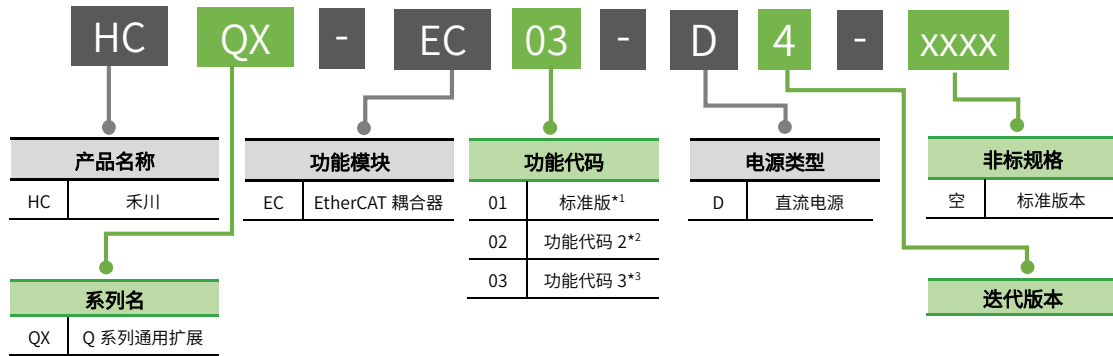 HC QX - EC 03 - D 4 - xxxx
产品名称
HC 禾川
系列名
QX Q 系列通用扩展
功能模块
EC EtherCAT 耦合器
功能代码
01 标准版*1
02 功能代码 2*2
03 功能代码 3*3
电源类型
D 直流电源
非标规格
空 标准版本
迭代版本